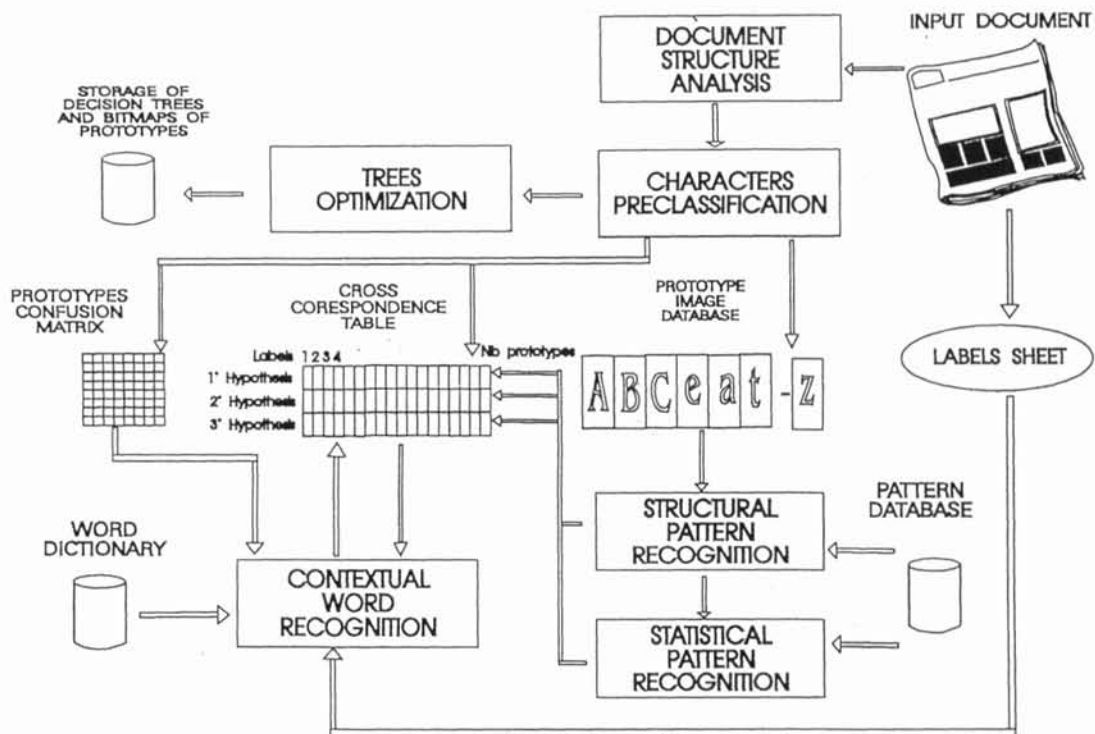 INPUT DOCUMENT
DOCUMENT
STRUCTURE
ANALYSIS
STORAGE OF
DECISION TREES
AND BITMAPS OF
PROTOTYPES
TREES
OPTIMIZATION
CHARACTERS
PRECLASSIFICATION
PROTOTYPES
CONFUSION
MATRIX
CROSS
CORESPONDENCE
TABLE
PROTOTYPE
IMAGE
DATABASE
Labels 1 2 3 4
Nb prototypes
1° Hypothesis
2° Hypothesis
3° Hypothesis
A B C e a t - z
LABELS SHEET
STRUCTURAL
PATTERN
RECOGNITION
PATTERN
DATABASE
WORD
DICTIONARY
CONTEXTUAL
WORD
RECOGNITION
STATISTICAL
PATTERN
RECOGNITION